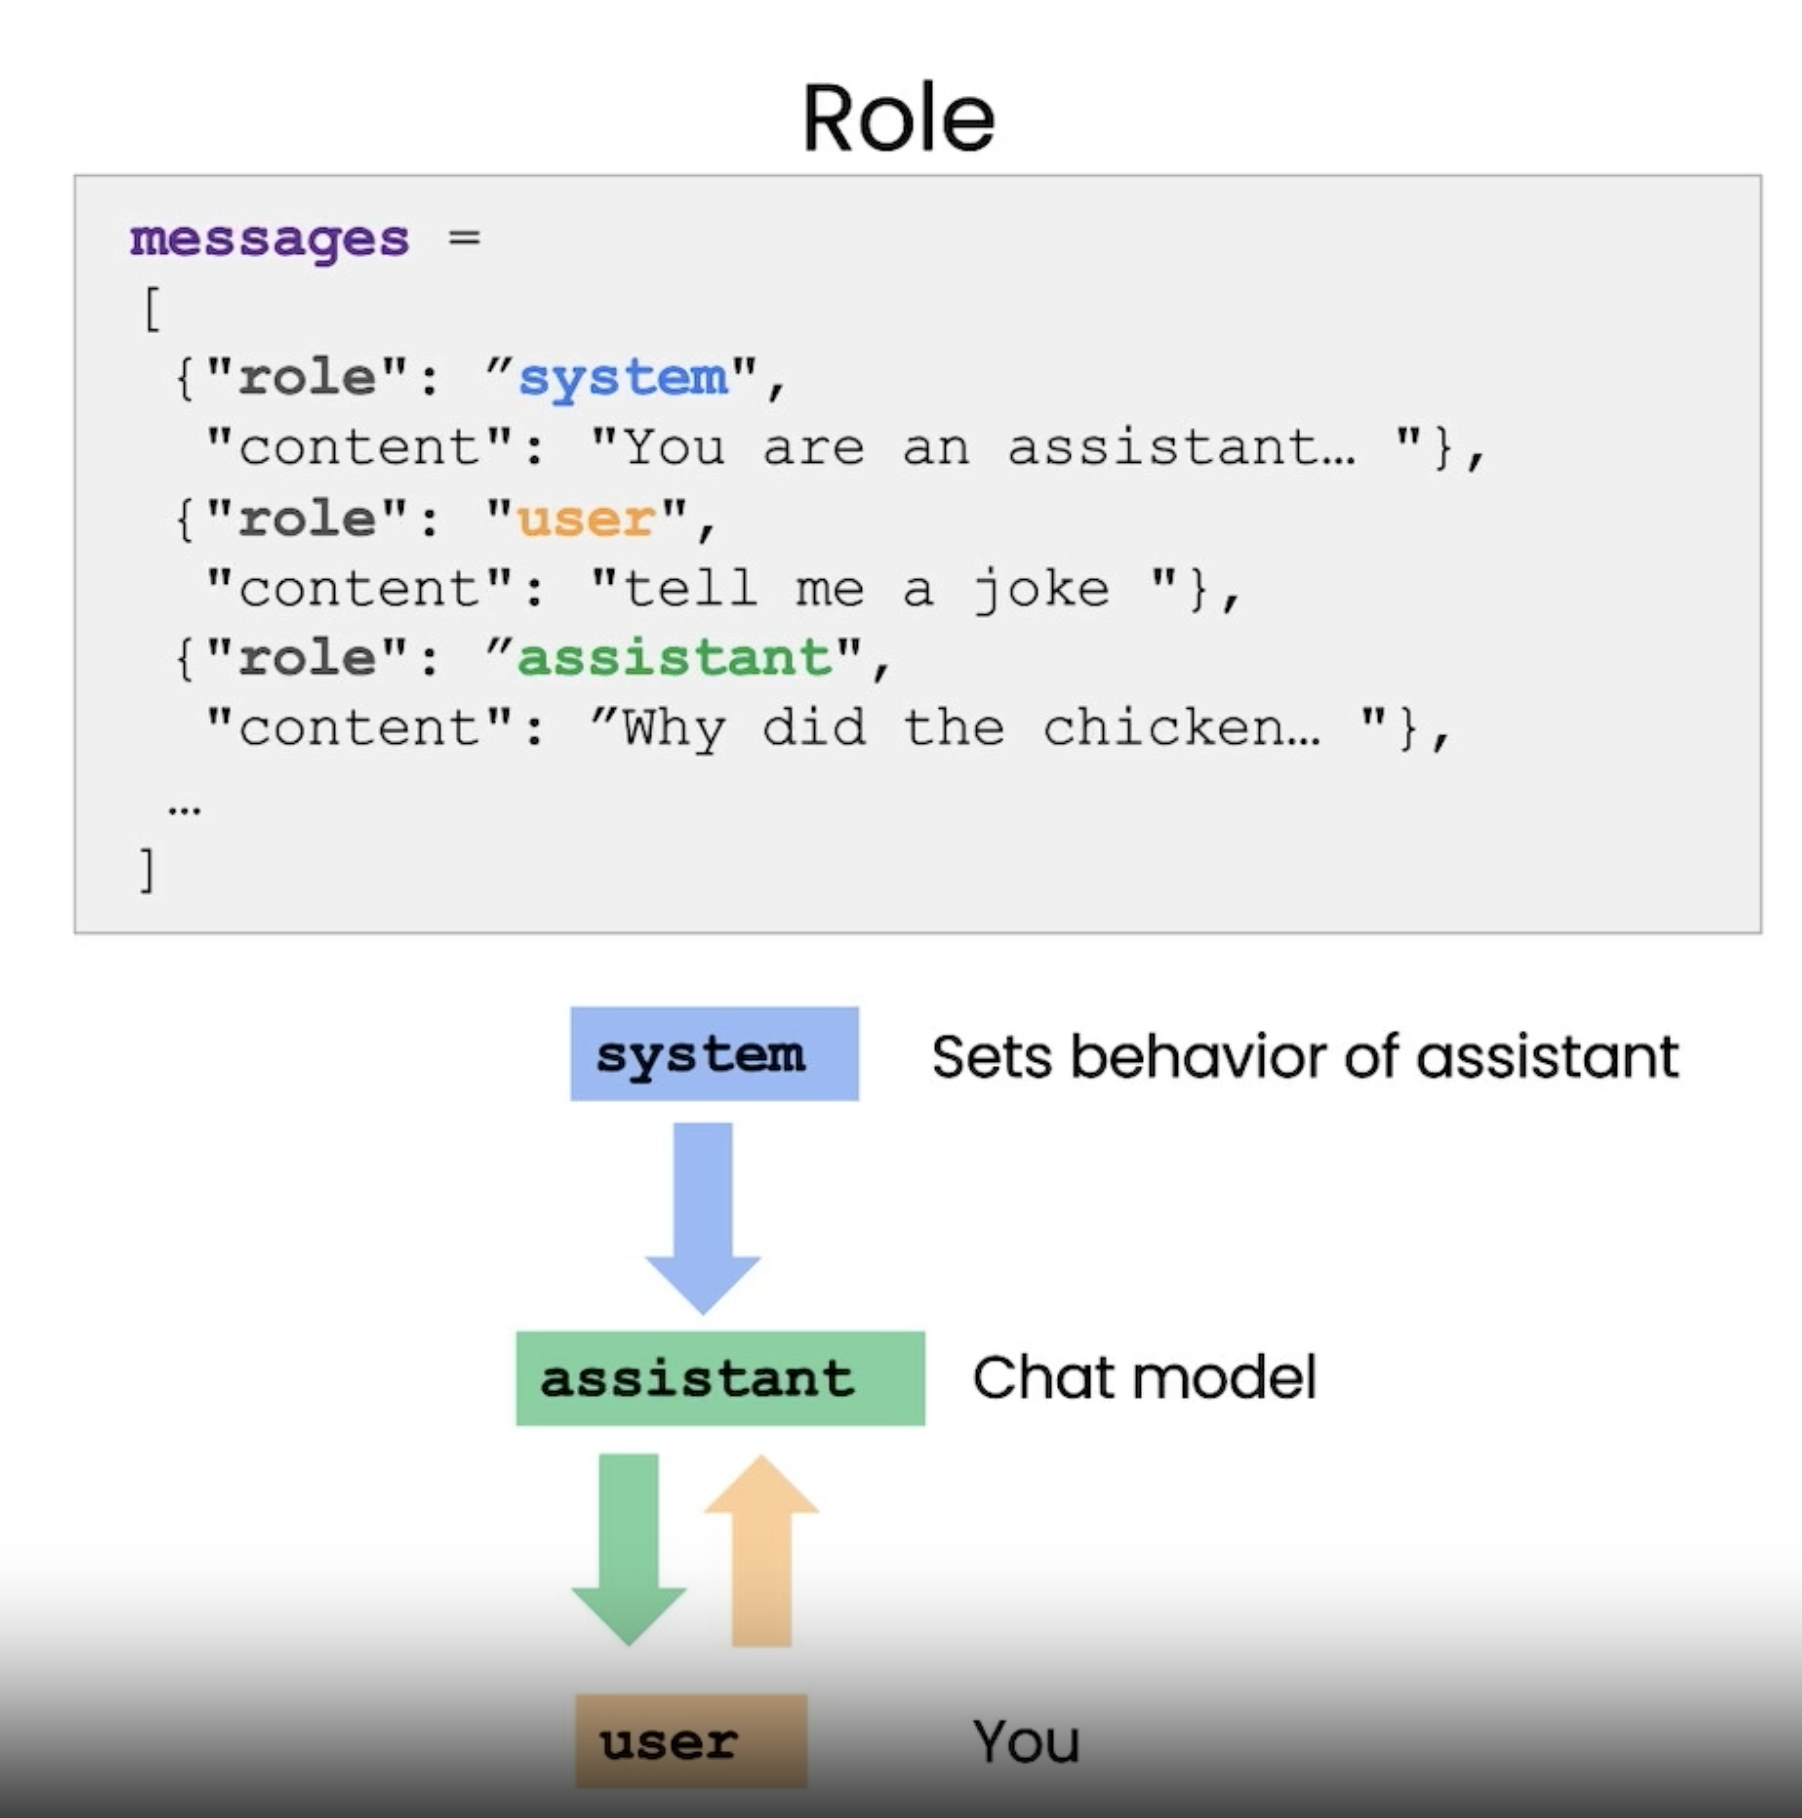 Role
messages =
[
{"role": ”system",
"content": "You are an assistant… "},
{"role": "user",
"content": "tell me a joke "},
{"role": ”assistant",
"content": ”Why did the chicken… "},
…
]
system Sets behavior of assistant
assistant Chat model
user You